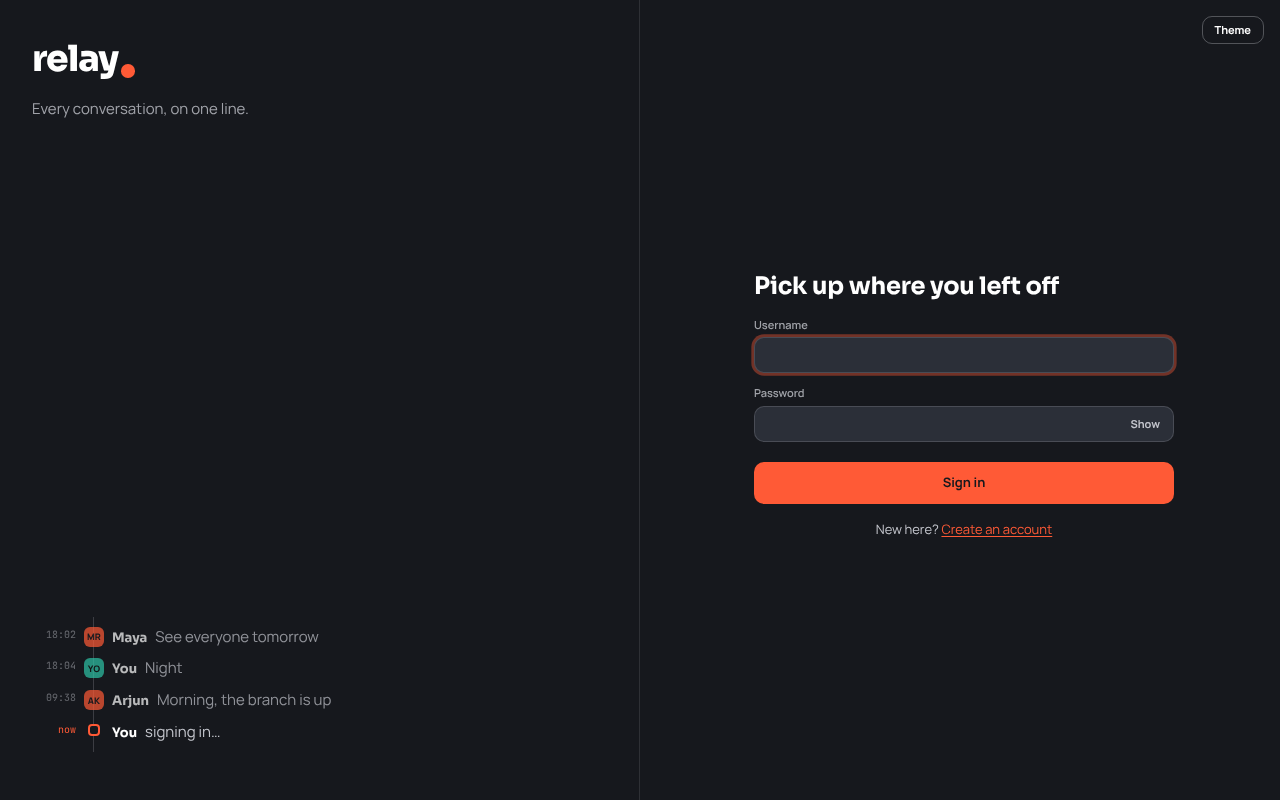 relay.
Every conversation, on one line.
18:02 MR Maya See everyone tomorrow
18:04 YO You Night
09:38 AK Arjun Morning, the branch is up
now You signing in…
Theme
Pick up where you left off
Username
Password
Show
Sign in
New here? Create an account